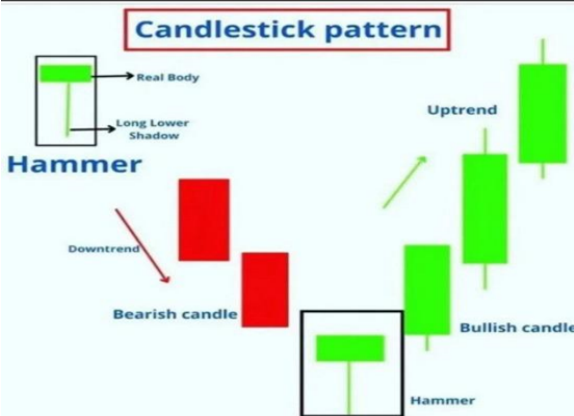 Candlestick pattern
Real Body
Long Lower
Shadow
Hammer
Uptrend
Downtrend
Bearish candle
Bullish candle
Hammer